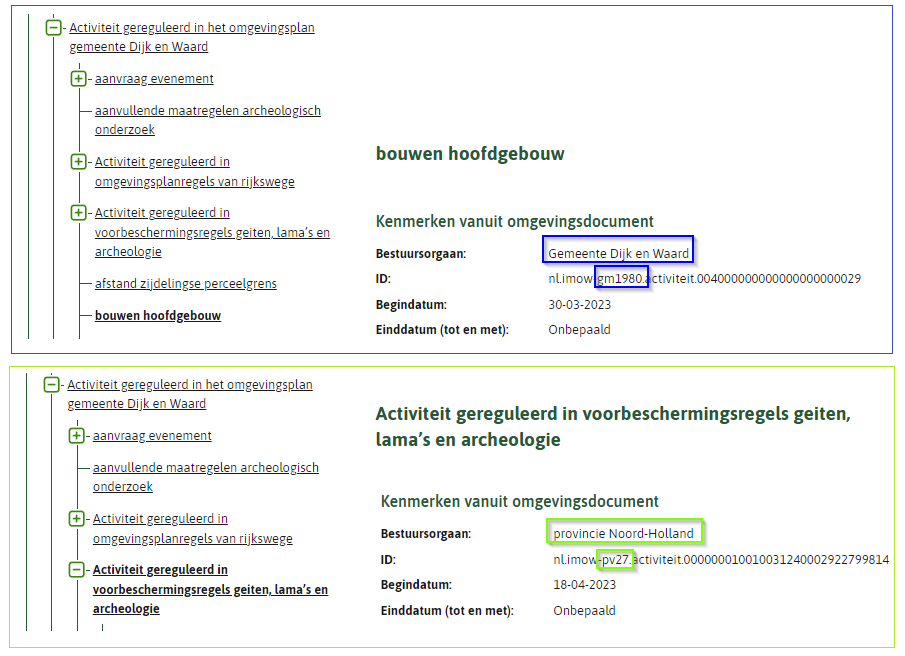 Activiteit gereguleerd in het omgevingsplan
gemeente Dijk en Waard
aanvraag evenement
aanvullende maatregelen archeologisch
onderzoek
Activiteit gereguleerd in
omgevingsplanregels van rijkswege
Activiteit gereguleerd in
voorbeschermingsregels geiten, lama's en
archeologie
afstand zijdelingse perceelgrens
bouwen hoofdgebouw
bouwen hoofdgebouw
Kenmerken vanuit omgevingsdocument
Bestuursorgaan: Gemeente Dijk en Waard
ID: nl.imow-gm1980.activiteit.00400000000000000000029
Begindatum: 30-03-2023
Einddatum (tot en met): Onbepaald
Activiteit gereguleerd in het omgevingsplan
gemeente Dijk en Waard
aanvraag evenement
aanvullende maatregelen archeologisch
onderzoek
Activiteit gereguleerd in
omgevingsplanregels van rijkswege
Activiteit gereguleerd in
voorbeschermingsregels geiten, lama's en
archeologie
Activiteit gereguleerd in voorbeschermingsregels geiten,
lama's en archeologie
Kenmerken vanuit omgevingsdocument
Bestuursorgaan: provincie Noord-Holland
ID: nl.imow-pv27.activiteit.000000010010031240002922799814
Begindatum: 18-04-2023
Einddatum (tot en met): Onbepaald